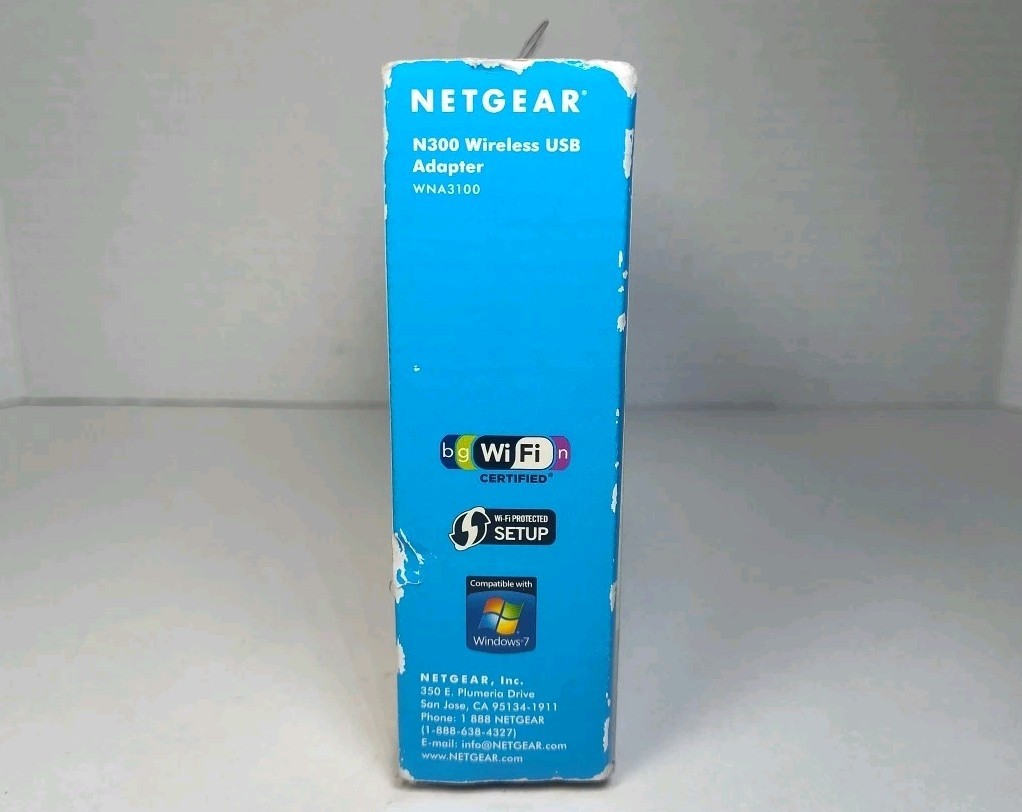 NETGEAR®
N300 Wireless USB
Adapter
WNA3100
b g Wi Fi n
CERTIFIED®
Wi-Fi PROTECTED
SETUP
Compatible with
Windows®7
NETGEAR, Inc.
350 E. Plumeria Drive
San Jose, CA 95134-1911
Phone: 1 888 NETGEAR
(1-888-638-4327)
E-mail: info@NETGEAR.com
www.NETGEAR.com